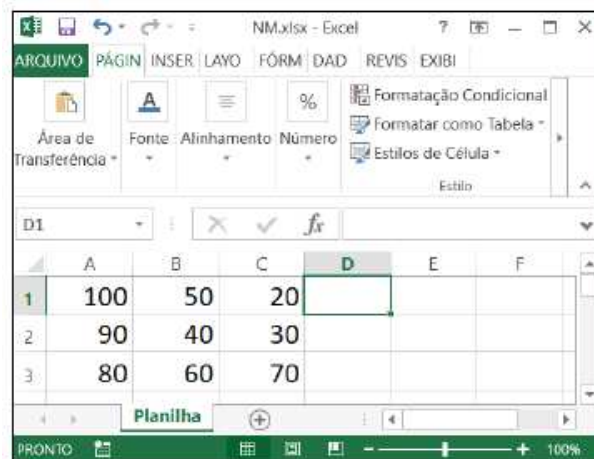 NM.xlsx - Excel ?
ARQUIVO PÁGIN INSER LAYO FÓRM DAD REVIS EXIBI
Área de Transferência
Fonte Alinhamento Número
% Formatação Condicional
Formatar como Tabela
Estilos de Célula
Estilo
D1 fx
A B C D E F
1 100 50 20
2 90 40 30
3 80 60 70
Planilha
PRONTO 100%